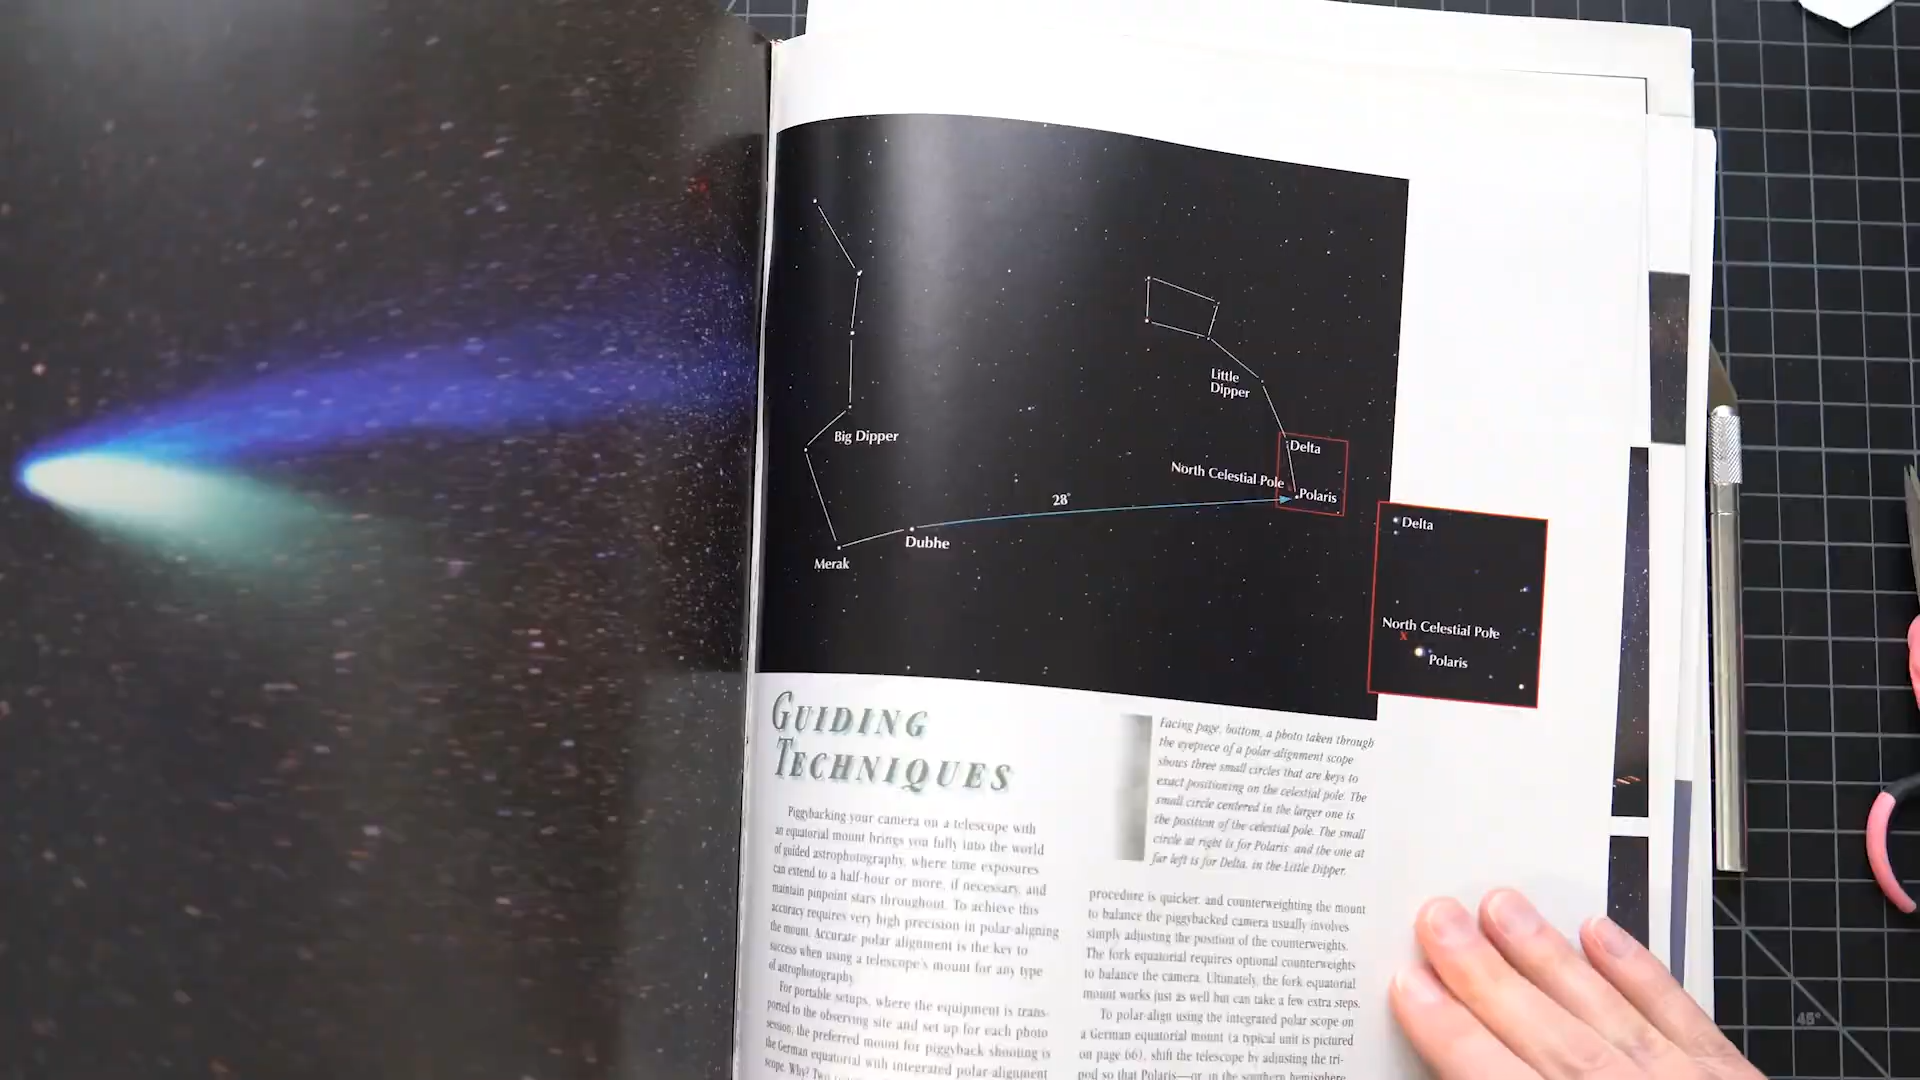 Little
Dipper
Big Dipper
Delta
North Celestial Pole
Polaris
28°
Dubhe
Merak
Delta
North Celestial Pole
X
Polaris
GUIDING
TECHNIQUES
Piggybacking your camera on a telescope with
an equatorial mount brings you fully into the world
of guided astrophotography, where time exposures
can extend to a half-hour or more, if necessary, and
maintain pinpoint stars throughout. To achieve this
accuracy requires very high precision in polar-aligning
the mount. Accurate polar alignment is the key to
success when using a telescope's mount for any type
of astrophotography.
For portable setups, where the equipment is trans-
ported to the observing site and set up for each photo
session, the preferred mount for piggyback shooting is
the German equatorial with integrated polar-alignment
scope. Why? Two
Facing page, bottom, a photo taken through
the eyepiece of a polar-alignment scope
shows three small circles that are keys to
exact positioning on the celestial pole. The
small circle centered in the larger one is
the position of the celestial pole. The small
circle at right is for Polaris, and the one at
far left is for Delta, in the Little Dipper.
procedure is quicker, and counterweighting the mount
to balance the piggybacked camera usually involves
simply adjusting the position of the counterweights.
The fork equatorial requires optional counterweights
to balance the camera. Ultimately, the fork equatorial
mount works just as well but can take a few extra steps.
To polar-align using the integrated polar scope on
a German equatorial mount (a typical unit is pictured
on page 66), shift the telescope by adjusting the tri-
pod so that Polaris—or, in the southern hemisphere,
45°